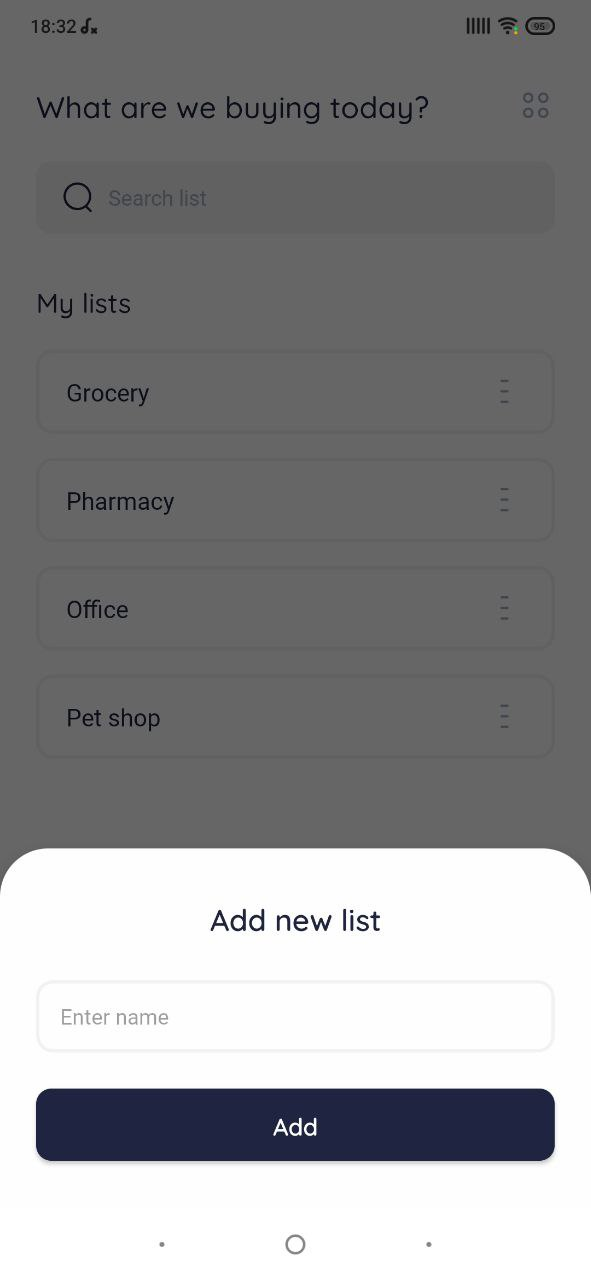 18:32
95
What are we buying today?
Search list
My lists
Grocery
Pharmacy
Office
Pet shop
Add new list
Enter name
Add